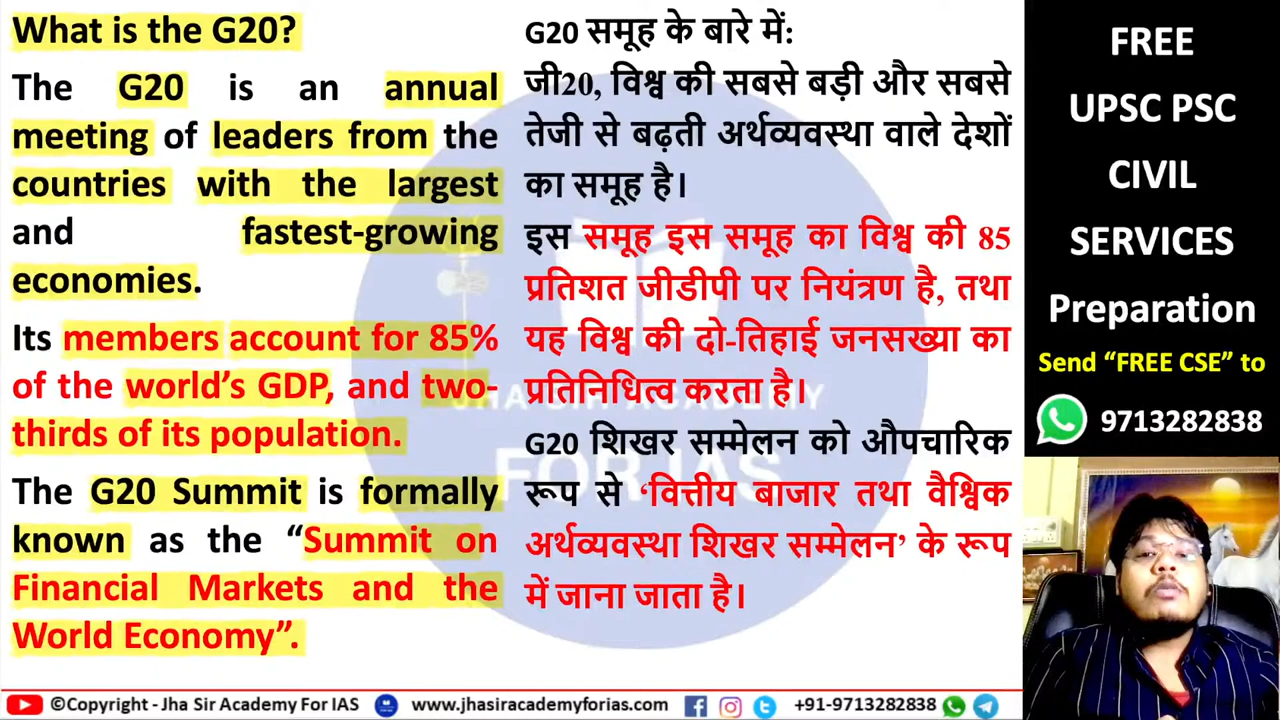 What is the G20?
The G20 is an annual
meeting of leaders from the
countries with the largest
and fastest-growing
economies.
Its members account for 85%
of the world's GDP, and two-
thirds of its population.
The G20 Summit is formally
known as the “Summit on
Financial Markets and the
World Economy”.
G20 समूह के बारे में:
जी20, विश्व की सबसे बड़ी और सबसे
तेजी से बढ़ती अर्थव्यवस्था वाले देशों
का समूह है।
इस समूह इस समूह का विश्व की 85
प्रतिशत जीडीपी पर नियंत्रण है, तथा
यह विश्व की दो-तिहाई जनसख्या का
प्रतिनिधित्व करता है।
G20 शिखर सम्मेलन को औपचारिक
रूप से ‘वित्तीय बाजार तथा वैश्विक
अर्थव्यवस्था शिखर सम्मेलन’ के रूप
में जाना जाता है।
JHA SIR ACADEMY
FOR IAS
FREE
UPSC PSC
CIVIL
SERVICES
Preparation
Send “FREE CSE” to
9713282838
©Copyright - Jha Sir Academy For IAS
www.jhasiracademyforias.com
+91-9713282838